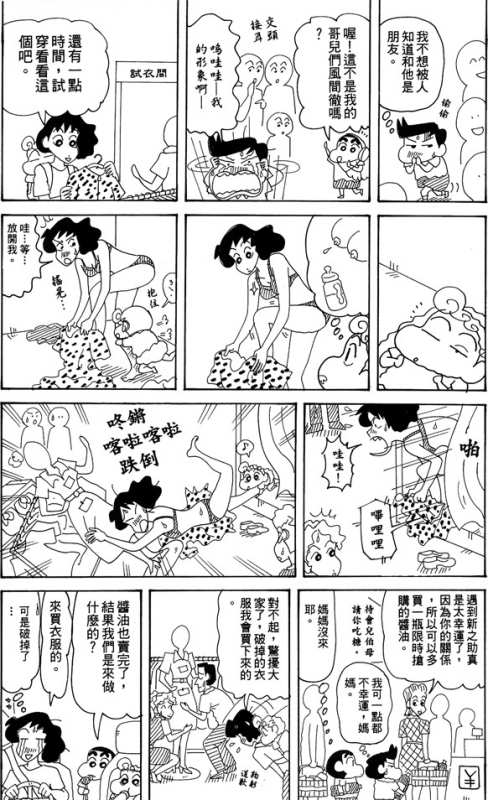 我不想被人
知道和他是
朋友。
偷偷
喔！這不是我的
哥兒們風間徹嗎
？
交頭
接耳
嗚哇哇──我
的形象啊──
試衣間
還有一點
時間，試
穿看看這
個吧。
抱住
哇…等…
放開我。
啪
嗶哩哩
哇哇！
咚鏘
喀啦喀啦
跌倒
遇到新之助真
是太幸運了，
因為你的關係
，所以可以多
買一瓶限時搶
購的醬油。
待會兒伯母
請你吃糖。
我可一點都
不幸運，媽
媽。
媽媽沒來
耶
對不起，驚擾大
家了，破掉的衣
服我會買下來的
道歉
醬油也賣完了，
結果我們是來做
什麼的？
來買衣服的。
可是破掉了
…